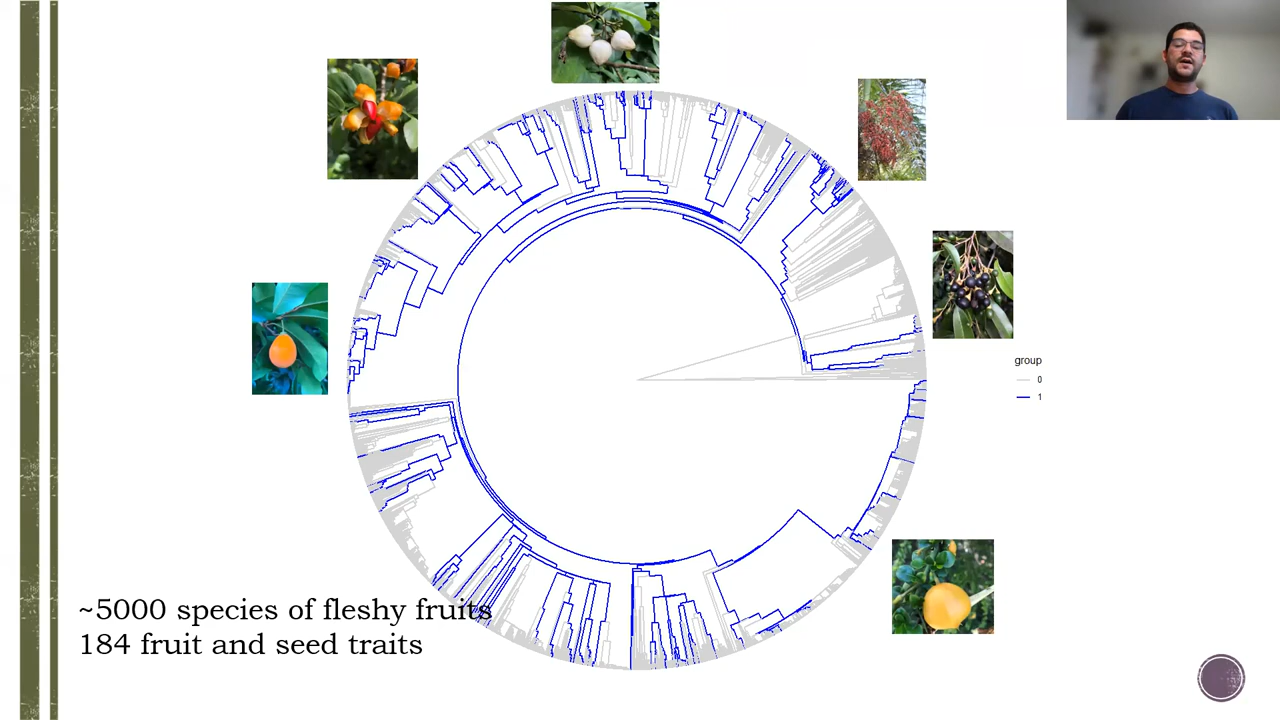 group
0
1
~5000 species of fleshy fruits
184 fruit and seed traits